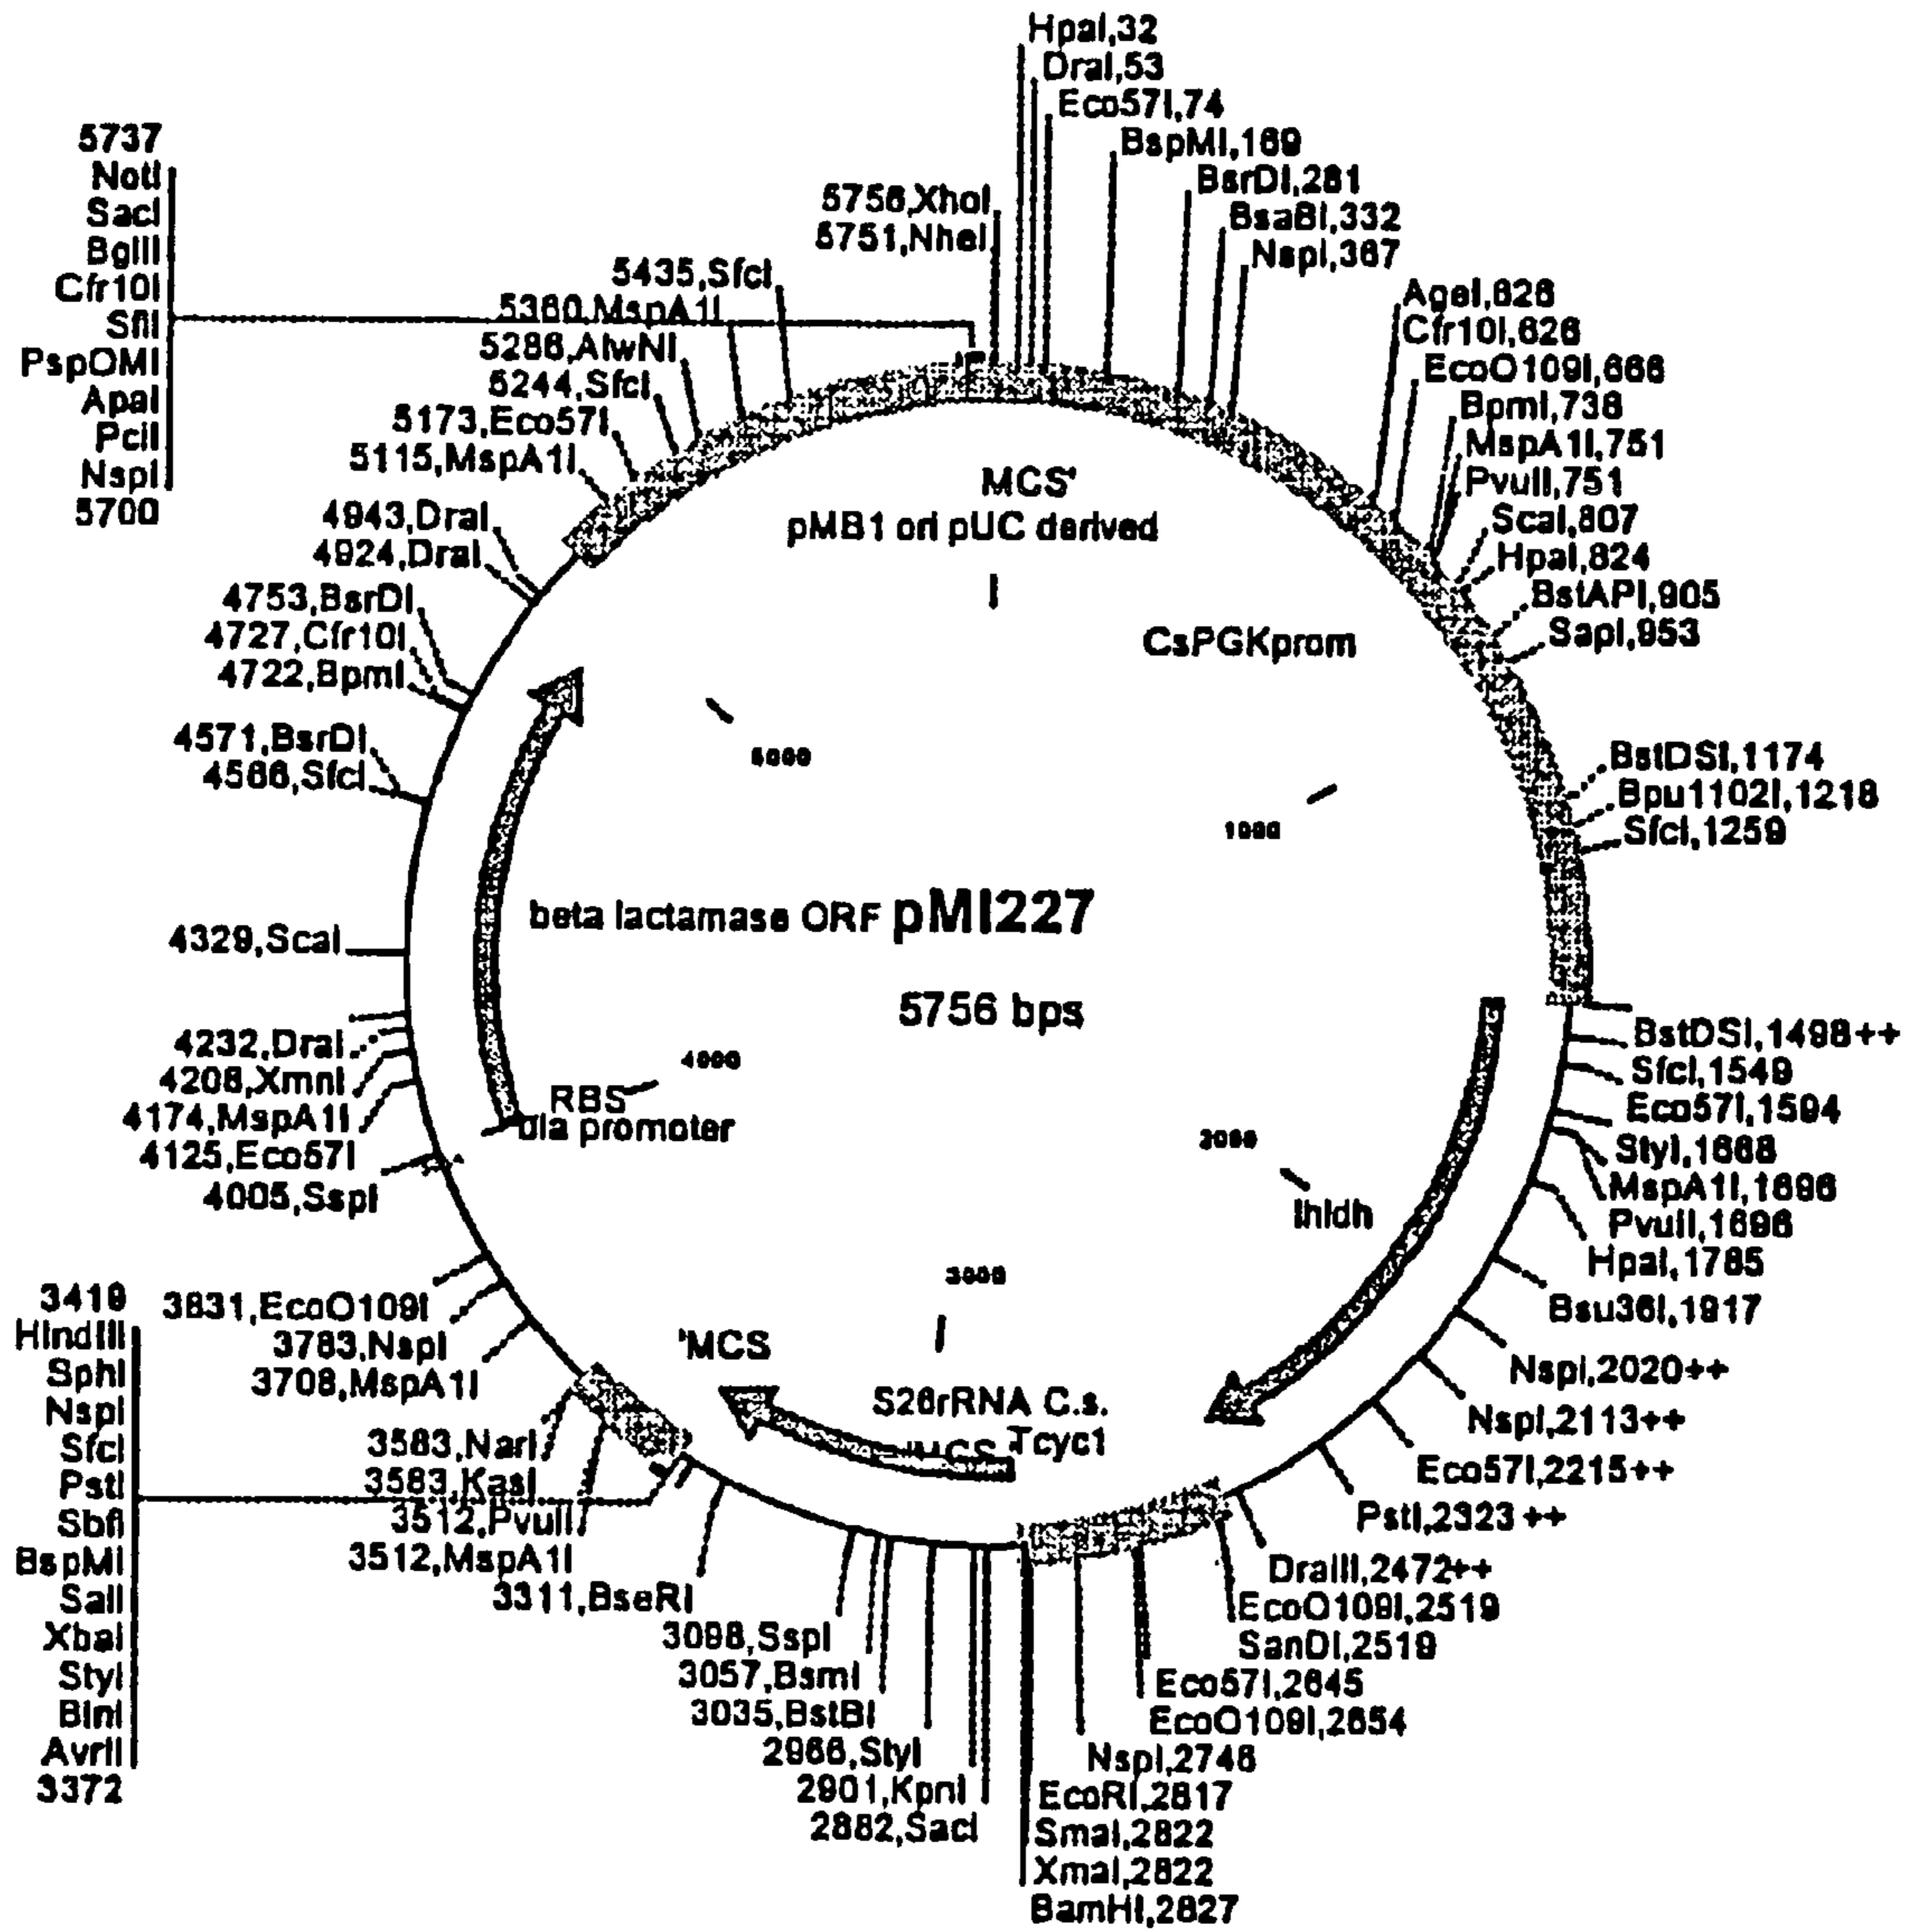 HpaI,32
DraI,53
Eco57I,74
BspMI,169
BsrDI,281
BsaBI,332
NspI,367
AgeI,626
Cfr10I,626
EcoO109I,666
BpmI,738
MspA1I,751
PvuII,751
ScaI,807
HpaI,824
BstAPI,905
SapI,953
BstDSI,1174
Bpu1102I,1218
SfcI,1259
BstDSI,1498++
SfcI,1549
Eco57I,1594
StyI,1668
MspA1I,1696
PvuII,1696
HpaI,1785
Bsu36I,1917
NspI,2020++
NspI,2113++
Eco57I,2215++
PstI,2323++
DraIII,2472++
EcoO109I,2519
SanDI,2519
Eco57I,2645
EcoO109I,2654
NspI,2746
EcoRI,2817
SmaI,2822
XmaI,2822
BamHI,2827
2882,SacI
2901,KpnI
2966,StyI
3035,BstBI
3057,BsmI
3098,SspI
3311,BseRI
3512,MspA1I
3512,PvuII
3583,KasI
3583,NarI
3419
HindIII
SphI
NspI
SfcI
PstI
SbfI
BspMI
SalI
XbaI
StyI
BlnI
AvrII
3372
3708,MspA1I
3783,NspI
3831,EcoO109I
4005,SspI
4125,Eco57I
4174,MspA1I
4208,XmnI
4232,DraI
4329,ScaI
4566,SfcI
4571,BsrDI
4722,BpmI
4727,Cfr10I
4753,BsrDI
4924,DraI
4943,DraI
5115,MspA1I
5173,Eco57I
5244,SfcI
5286,AlwNI
5360,MspA1I
5435,SfcI
5737
NotI
SacI
BglII
Cfr10I
SfiI
PspOMI
ApaI
PciI
NspI
5700
5751,NheI
5756,XhoI
MCS'
pMB1 ori pUC derived
CsPGKprom
5000
1000
beta lactamase ORF
pMI227
5756 bps
4000
RBS
bla promoter
2000
lhldh
3000
'MCS
S26rRNA C.s.
Tcyc1
'MCS